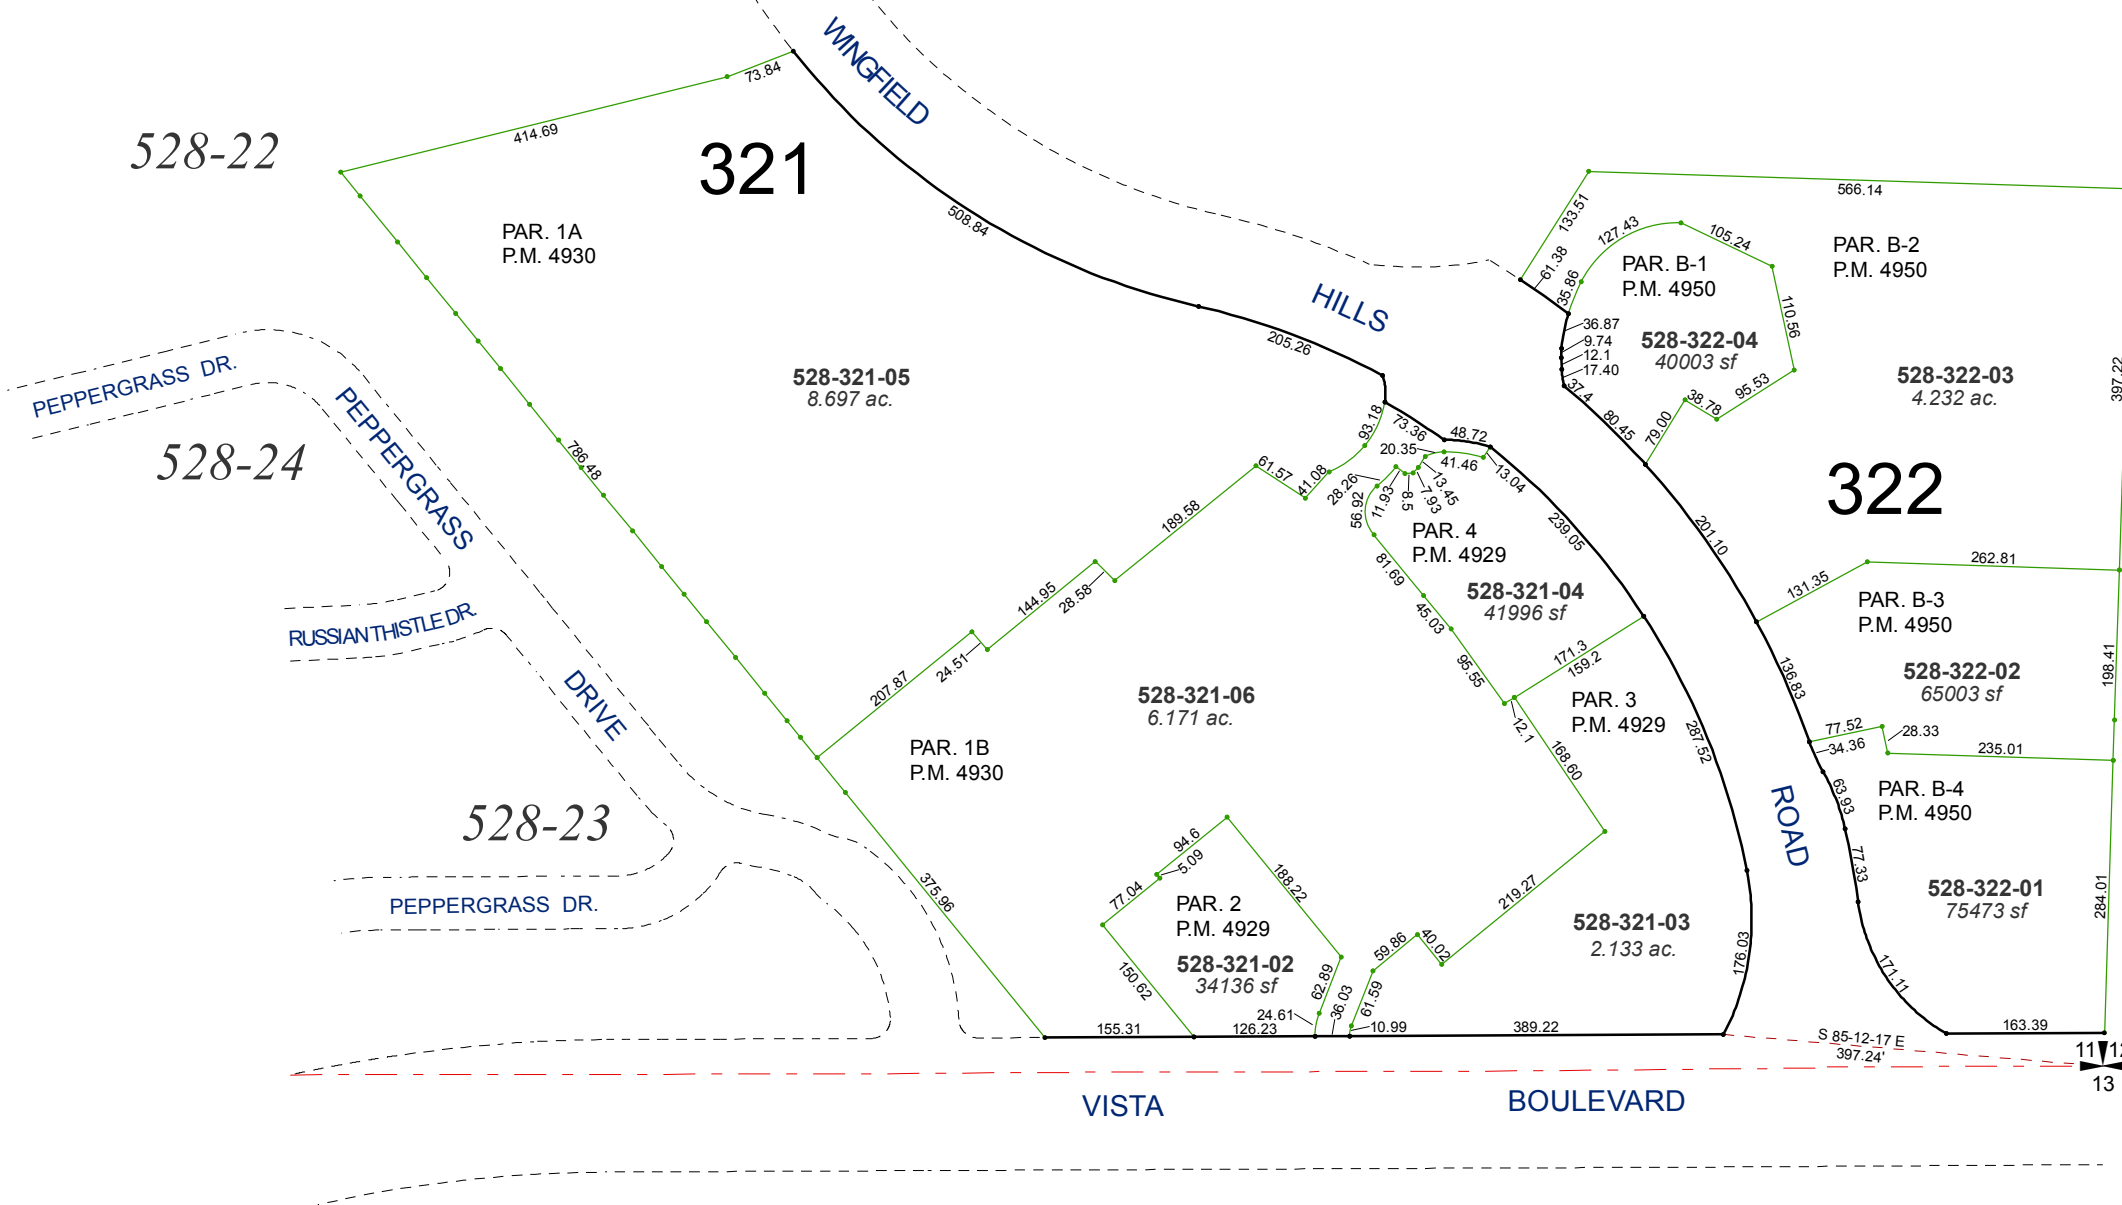 WINGFIELD
73.84
414.69
528-22
321
508.84
PAR. 1A
P.M. 4930
205.26
HILLS
528-321-05
8.697 ac.
PEPPERGRASS DR.
PEPPERGRASS
DRIVE
528-24
786.48
RUSSIAN THISTLE DR.
528-23
PEPPERGRASS DR.
375.96
93.18
73.36
48.72
20.35
41.46
13.04
61.57
41.08
28.26
11.93
8.5
7.93
13.45
56.92
189.58
144.95
28.58
207.87
24.51
PAR. 4
P.M. 4929
239.05
81.69
45.03
95.55
528-321-04
41996 sf
171.3
159.2
12.1
168.60
PAR. 3
P.M. 4929
287.52
528-321-06
6.171 ac.
PAR. 1B
P.M. 4930
94.6
5.09
77.04
188.22
PAR. 2
P.M. 4929
528-321-02
34136 sf
150.62
62.89
24.61
36.03
61.59
59.86
40.02
219.27
528-321-03
2.133 ac.
176.03
155.31
126.23
10.99
389.22
133.51
566.14
61.38
35.86
127.43
105.24
PAR. B-1
P.M. 4950
PAR. B-2
P.M. 4950
36.87
9.74
12.1
17.40
37.4
110.56
528-322-04
40003 sf
95.53
38.78
79.00
80.45
528-322-03
4.232 ac.
397.22
322
201.10
131.35
262.81
PAR. B-3
P.M. 4950
528-322-02
65003 sf
198.41
136.83
77.52
28.33
34.36
235.01
ROAD
63.93
PAR. B-4
P.M. 4950
77.33
528-322-01
75473 sf
284.01
171.11
163.39
S 85-12-17 E
397.24'
11
13
VISTA
BOULEVARD